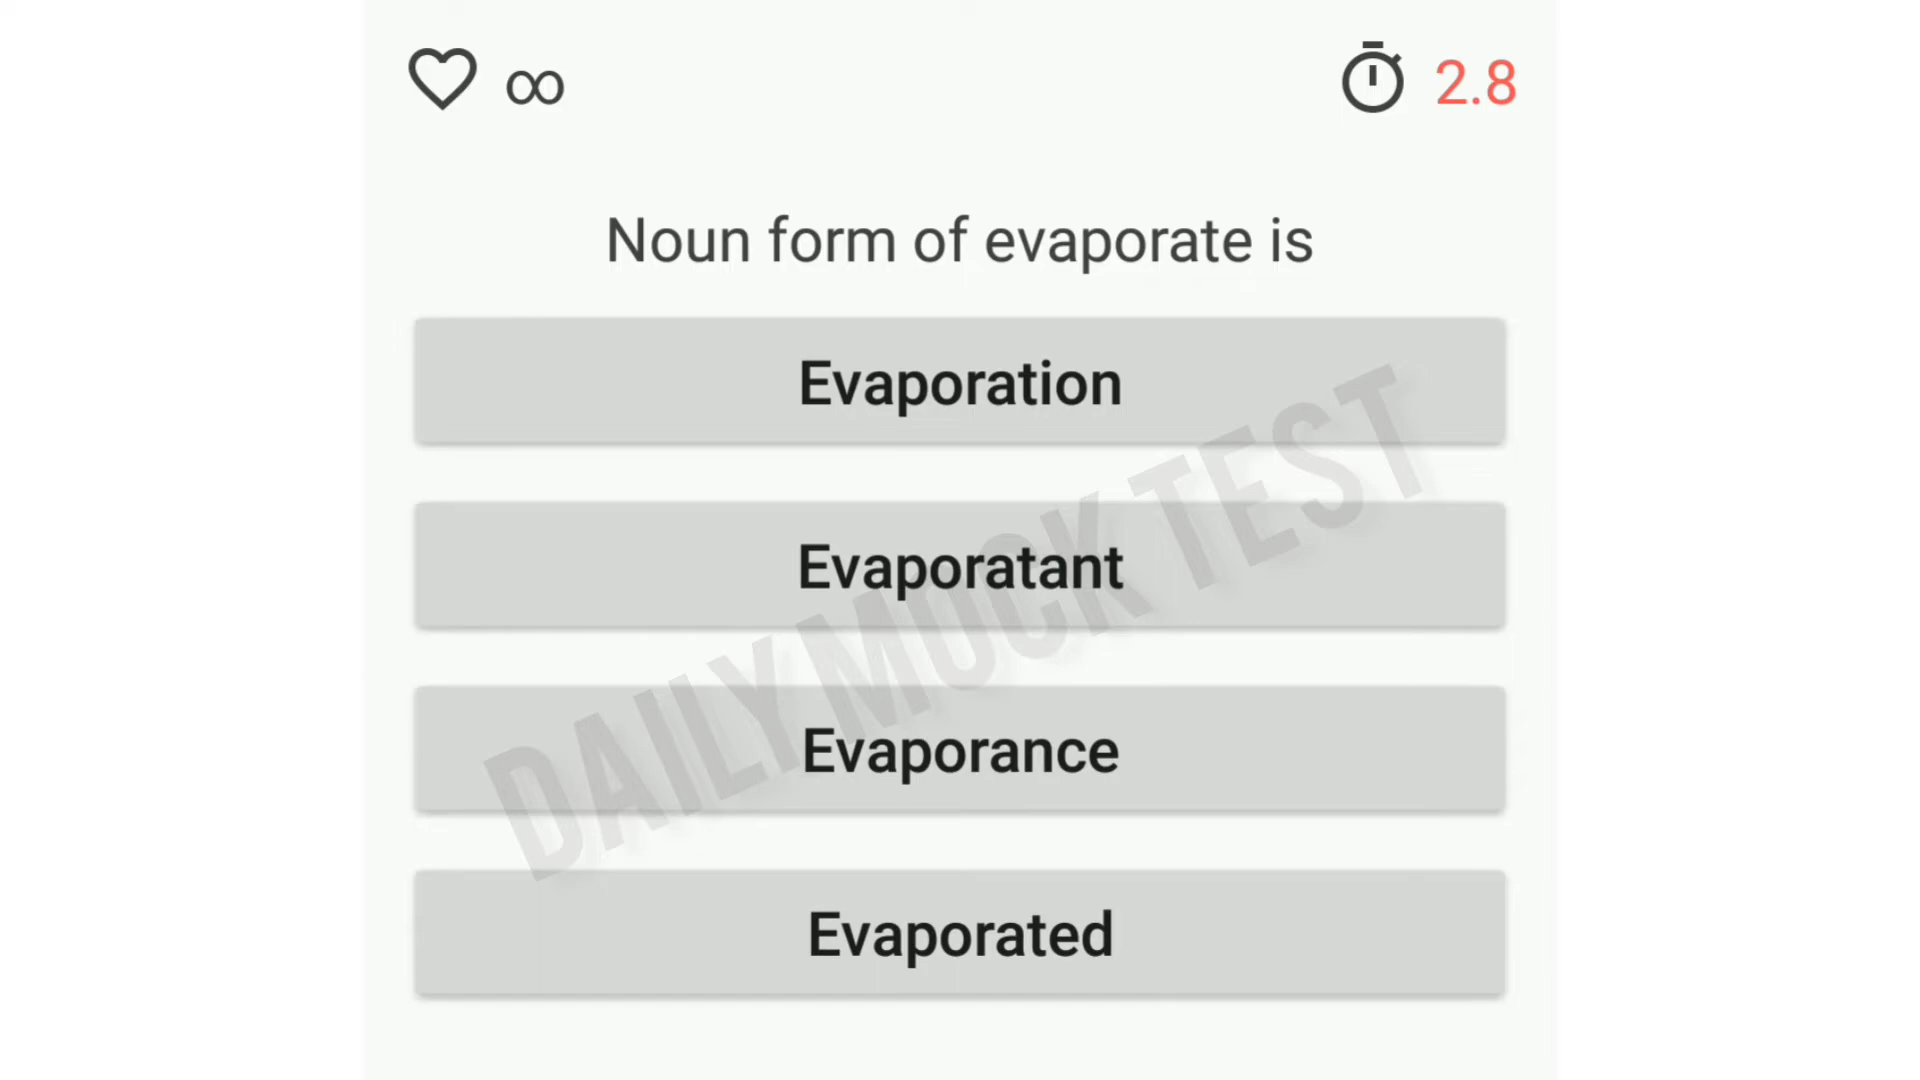 ∞ 2.8
Noun form of evaporate is
Evaporation
Evaporatant
Evaporance
Evaporated
DAILY MOCK TEST